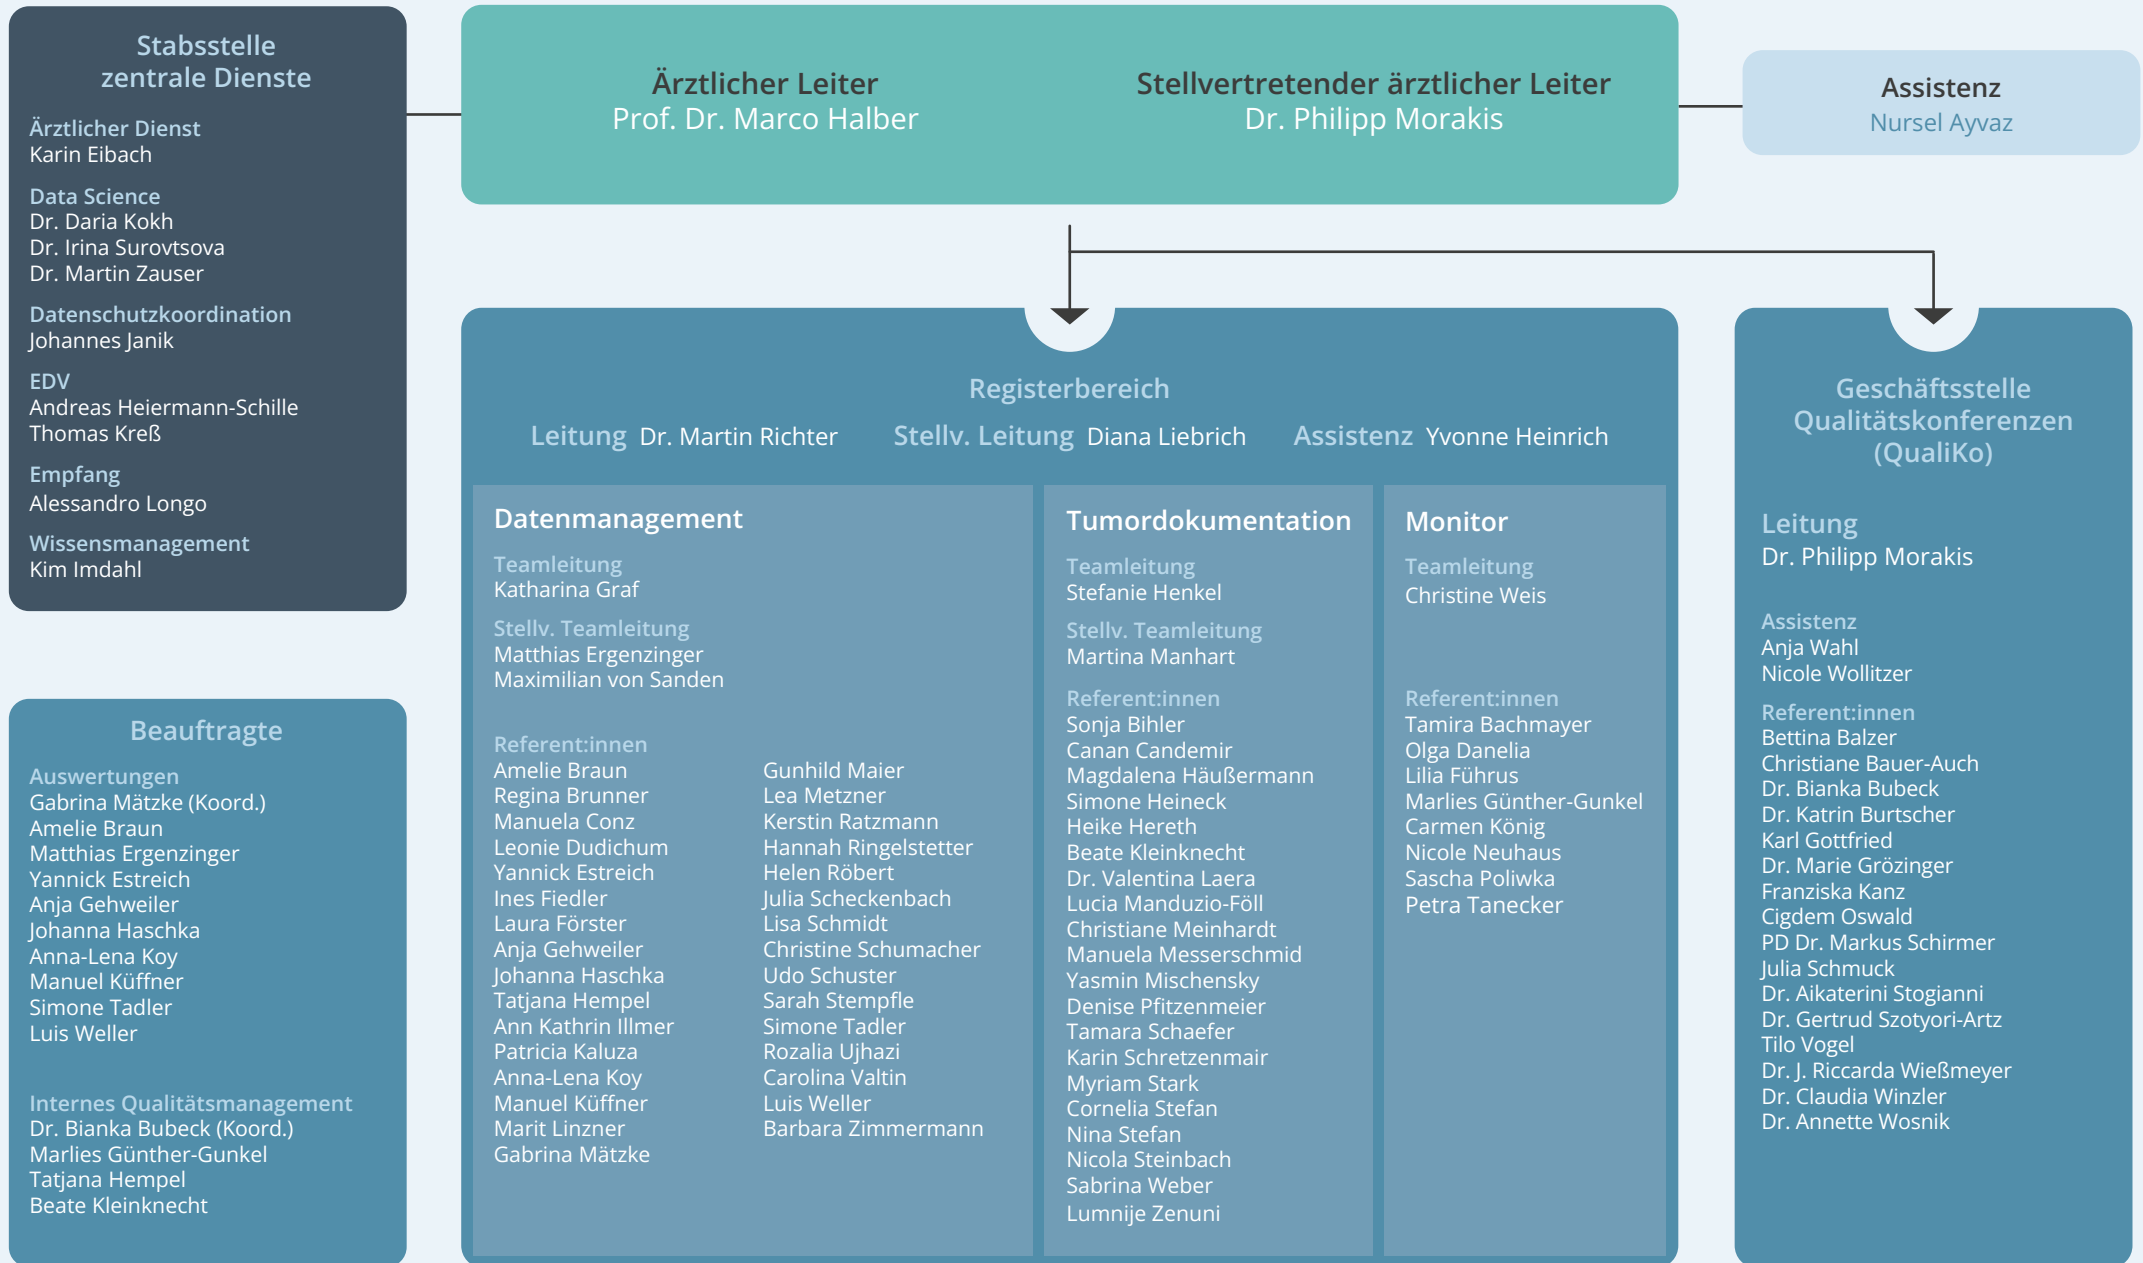 Stabsstelle
zentrale Dienste
Ärztlicher Dienst
Karin Eibach
Data Science
Dr. Daria Kokh
Dr. Irina Surovtsova
Dr. Martin Zauser
Datenschutzkoordination
Johannes Janik
EDV
Andreas Heiermann-Schille
Thomas Kreß
Empfang
Alessandro Longo
Wissensmanagement
Kim Imdahl
Ärztlicher Leiter
Prof. Dr. Marco Halber
Stellvertretender ärztlicher Leiter
Dr. Philipp Morakis
Assistenz
Nursel Ayvaz
Beauftragte
Auswertungen
Gabrina Mätzke (Koord.)
Amelie Braun
Matthias Ergenzinger
Yannick Estreich
Anja Gehweiler
Johanna Haschka
Anna-Lena Koy
Manuel Küffner
Simone Tadler
Luis Weller
Internes Qualitätsmanagement
Dr. Bianka Bubeck (Koord.)
Marlies Günther-Gunkel
Tatjana Hempel
Beate Kleinknecht
Registerbereich
Leitung Dr. Martin Richter Stellv. Leitung Diana Liebrich Assistenz Yvonne Heinrich
Datenmanagement
Teamleitung
Katharina Graf
Stellv. Teamleitung
Matthias Ergenzinger
Maximilian von Sanden
Referent:innen
Amelie Braun
Regina Brunner
Manuela Conz
Leonie Dudichum
Yannick Estreich
Ines Fiedler
Laura Förster
Anja Gehweiler
Johanna Haschka
Tatjana Hempel
Ann Kathrin Illmer
Patricia Kaluza
Anna-Lena Koy
Manuel Küffner
Marit Linzner
Gabrina Mätzke
Gunhild Maier
Lea Metzner
Kerstin Ratzmann
Hannah Ringelstetter
Helen Röbert
Julia Scheckenbach
Lisa Schmidt
Christine Schumacher
Udo Schuster
Sarah Stempfle
Simone Tadler
Rozalia Ujhazi
Carolina Valtin
Luis Weller
Barbara Zimmermann
Tumordokumentation
Teamleitung
Stefanie Henkel
Stellv. Teamleitung
Martina Manhart
Referent:innen
Sonja Bihler
Canan Candemir
Magdalena Häußermann
Simone Heineck
Heike Hereth
Beate Kleinknecht
Dr. Valentina Laera
Lucia Manduzio-Föll
Christiane Meinhardt
Manuela Messerschmid
Yasmin Mischensky
Denise Pfitzenmeier
Tamara Schaefer
Karin Schretzenmair
Myriam Stark
Cornelia Stefan
Nina Stefan
Nicola Steinbach
Sabrina Weber
Lumnije Zenuni
Monitor
Teamleitung
Christine Weis
Referent:innen
Tamira Bachmayer
Olga Danelia
Lilia Führus
Marlies Günther-Gunkel
Carmen König
Nicole Neuhaus
Sascha Poliwka
Petra Tanecker
Geschäftsstelle
Qualitätskonferenzen
(QualiKo)
Leitung
Dr. Philipp Morakis
Assistenz
Anja Wahl
Nicole Wollitzer
Referent:innen
Bettina Balzer
Christiane Bauer-Auch
Dr. Bianka Bubeck
Dr. Katrin Burtscher
Karl Gottfried
Dr. Marie Grözinger
Franziska Kanz
Cigdem Oswald
PD Dr. Markus Schirmer
Julia Schmuck
Dr. Aikaterini Stogianni
Dr. Gertrud Szotyori-Artz
Tilo Vogel
Dr. J. Riccarda Wießmeyer
Dr. Claudia Winzler
Dr. Annette Wosnik